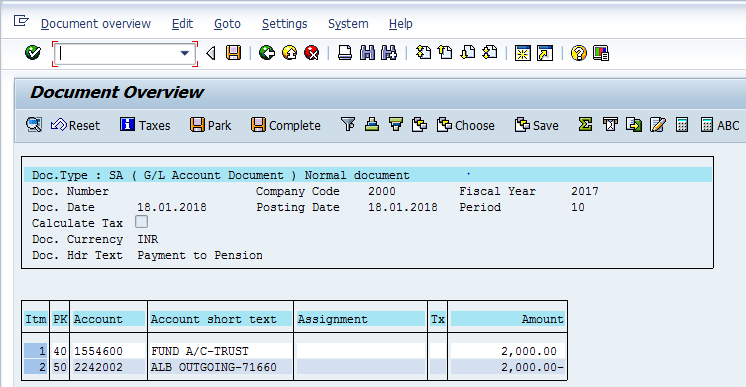 Document overview Edit Goto Settings System Help
Document Overview
Reset Taxes Park Complete Choose Save ABC
Doc.Type : SA ( G/L Account Document ) Normal document
Doc. Number Company Code 2000 Fiscal Year 2017
Doc. Date 18.01.2018 Posting Date 18.01.2018 Period 10
Calculate Tax
Doc. Currency INR
Doc. Hdr Text Payment to Pension
Itm PK Account Account short text Assignment Tx Amount
1 40 1554600 FUND A/C-TRUST 2,000.00
2 50 2242002 ALB OUTGOING-71660 2,000.00-